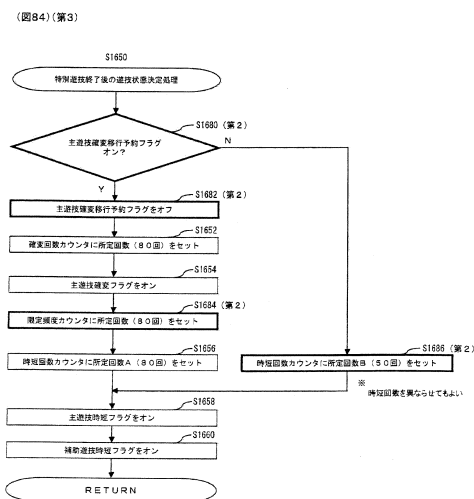 (図84)(第3)
S1650
特別遊技終了後の遊技状態決定処理
S1680(第2)
主遊技確変移行予約フラグ
オン?
N
Y
S1682(第2)
主遊技確変移行予約フラグをオフ
S1652
確変回数カウンタに所定回数(80回)をセット
S1654
主遊技確変フラグをオン
S1684(第2)
限定頻度カウンタに所定回数(80回)をセット
S1656
時短回数カウンタに所定回数A(80回)をセット
S1686(第2)
時短回数カウンタに所定回数B(50回)をセット
※
時短回数を異ならせてもよい
S1658
主遊技時短フラグをオン
S1660
補助遊技時短フラグをオン
RETURN